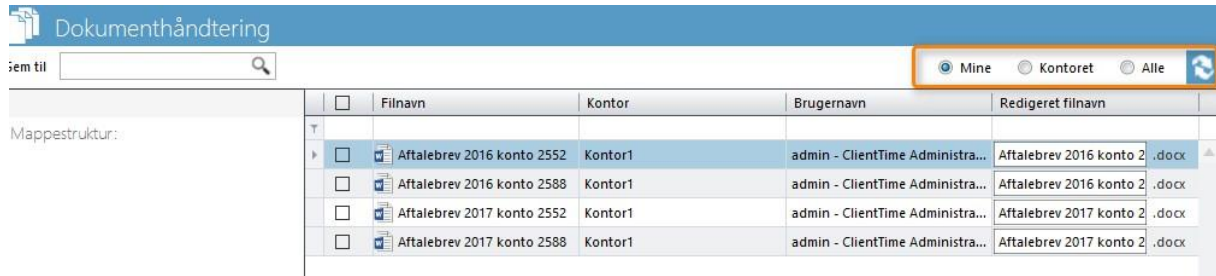 Dokumenthåndtering
Gem til
Mine Kontoret Alle
Filnavn Kontor Brugernavn Redigeret filnavn
Mappestruktur:
Aftalebrev 2016 konto 2552 Kontor1 admin - ClientTime Administra... Aftalebrev 2016 konto 2 .docx
Aftalebrev 2016 konto 2588 Kontor1 admin - ClientTime Administra... Aftalebrev 2016 konto 2 .docx
Aftalebrev 2017 konto 2552 Kontor1 admin - ClientTime Administra... Aftalebrev 2017 konto 2 .docx
Aftalebrev 2017 konto 2588 Kontor1 admin - ClientTime Administra... Aftalebrev 2017 konto 2 .docx